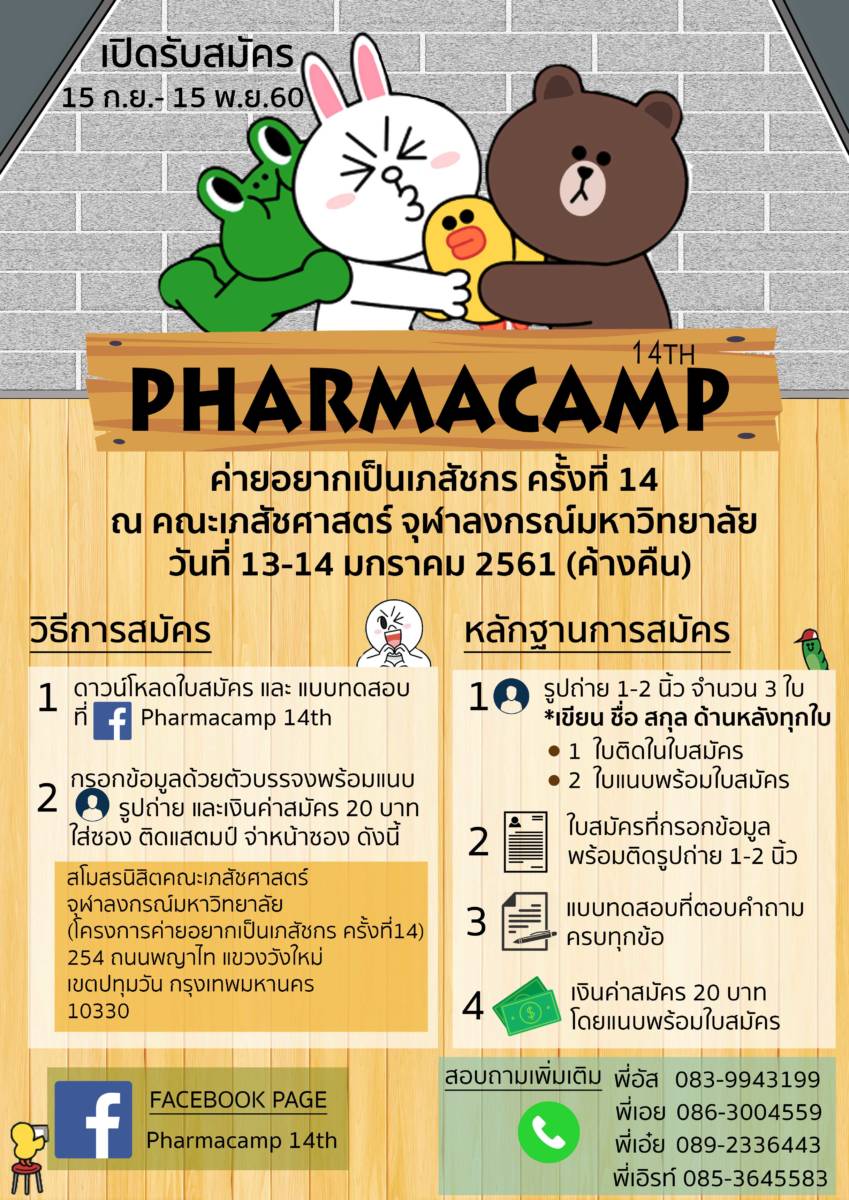 เปิดรับสมัคร
15 ก.ย.- 15 พ.ย.60
14TH
PHARMACAMP
ค่ายอยากเป็นเภสัชกร ครั้งที่ 14
ณ คณะเภสัชศาสตร์ จุฬาลงกรณ์มหาวิทยาลัย
วันที่ 13-14 มกราคม 2561 (ค้างคืน)
วิธีการสมัคร
1 ดาวน์โหลดใบสมัคร และ แบบทดสอบ
ที่ f Pharmacamp 14th
2 กรอกข้อมูลด้วยตัวบรรจงพร้อมแนบ
รูปถ่าย และเงินค่าสมัคร 20 บาท
ใส่ซอง ติดแสตมป์ จ่าหน้าซอง ดังนี้
สโมสรนิสิตคณะเภสัชศาสตร์
จุฬาลงกรณ์มหาวิทยาลัย
(โครงการค่ายอยากเป็นเภสัชกร ครั้งที่14)
254 ถนนพญาไท แขวงวังใหม่
เขตปทุมวัน กรุงเทพมหานคร
10330
หลักฐานการสมัคร
1 รูปถ่าย 1-2 นิ้ว จำนวน 3 ใบ
*เขียน ชื่อ สกุล ด้านหลังทุกใบ
• 1 ใบติดในใบสมัคร
• 2 ใบแนบพร้อมใบสมัคร
2 ใบสมัครที่กรอกข้อมูล
พร้อมติดรูปถ่าย 1-2 นิ้ว
3 แบบทดสอบที่ตอบคำถาม
ครบทุกข้อ
4 เงินค่าสมัคร 20 บาท
โดยแนบพร้อมใบสมัคร
f FACEBOOK PAGE
Pharmacamp 14th
สอบถามเพิ่มเติม พี่อัส 083-9943199
พี่เอย 086-3004559
พี่เอ๋ย 089-2336443
พี่เอิรท์ 085-3645583